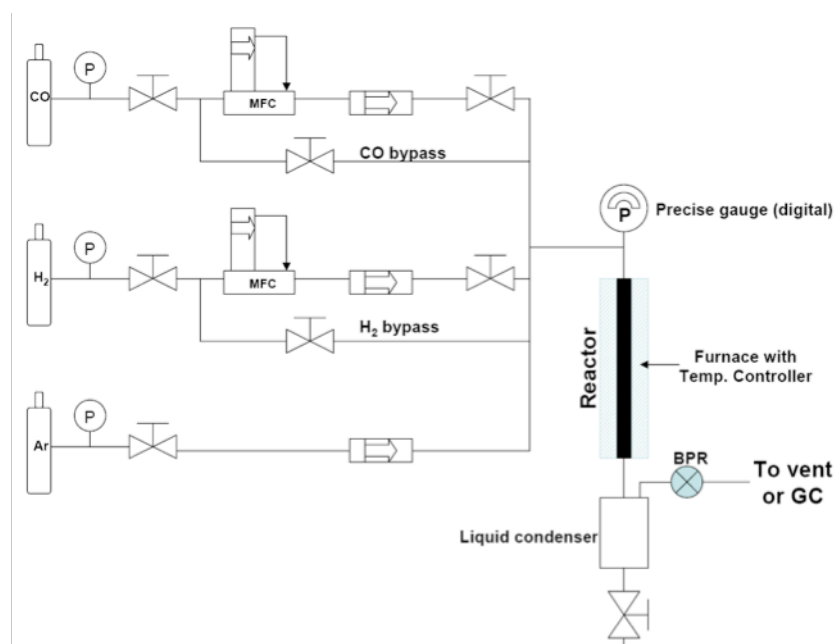 P
CO
MFC
CO bypass
P
Precise gauge (digital)
P
H₂
MFC
H₂ bypass
Reactor
Furnace with
Temp. Controller
P
Ar
BPR
To vent
or GC
Liquid condenser